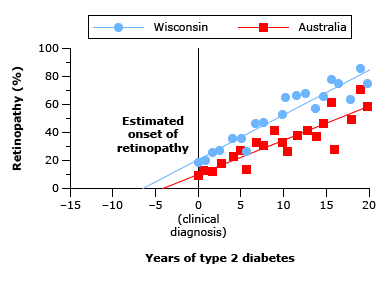 Wisconsin Australia
Retinopathy (%)
100
80
60
40
20
0
Estimated
onset of
retinopathy
−15 −10 −5 0 5 10 15 20
(clinical
diagnosis)
Years of type 2 diabetes